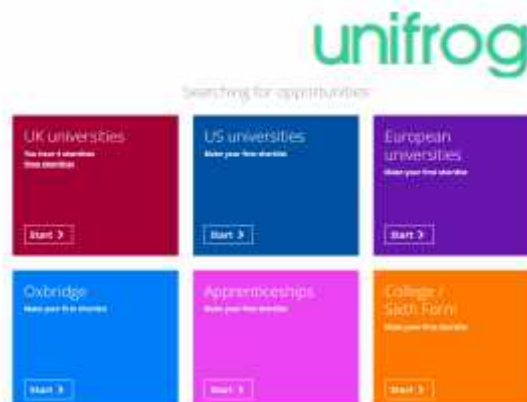 unifrog
Searching for opportunities
UK universities
You have 4 shortlists
View shortlists
Start >
US universities
Make your first shortlist
Start >
European
universities
Make your first shortlist
Start >
Oxbridge
Make your first shortlist
Start >
Apprenticeships
Make your first shortlist
Start >
College /
Sixth Form
Make your first shortlist
Start >